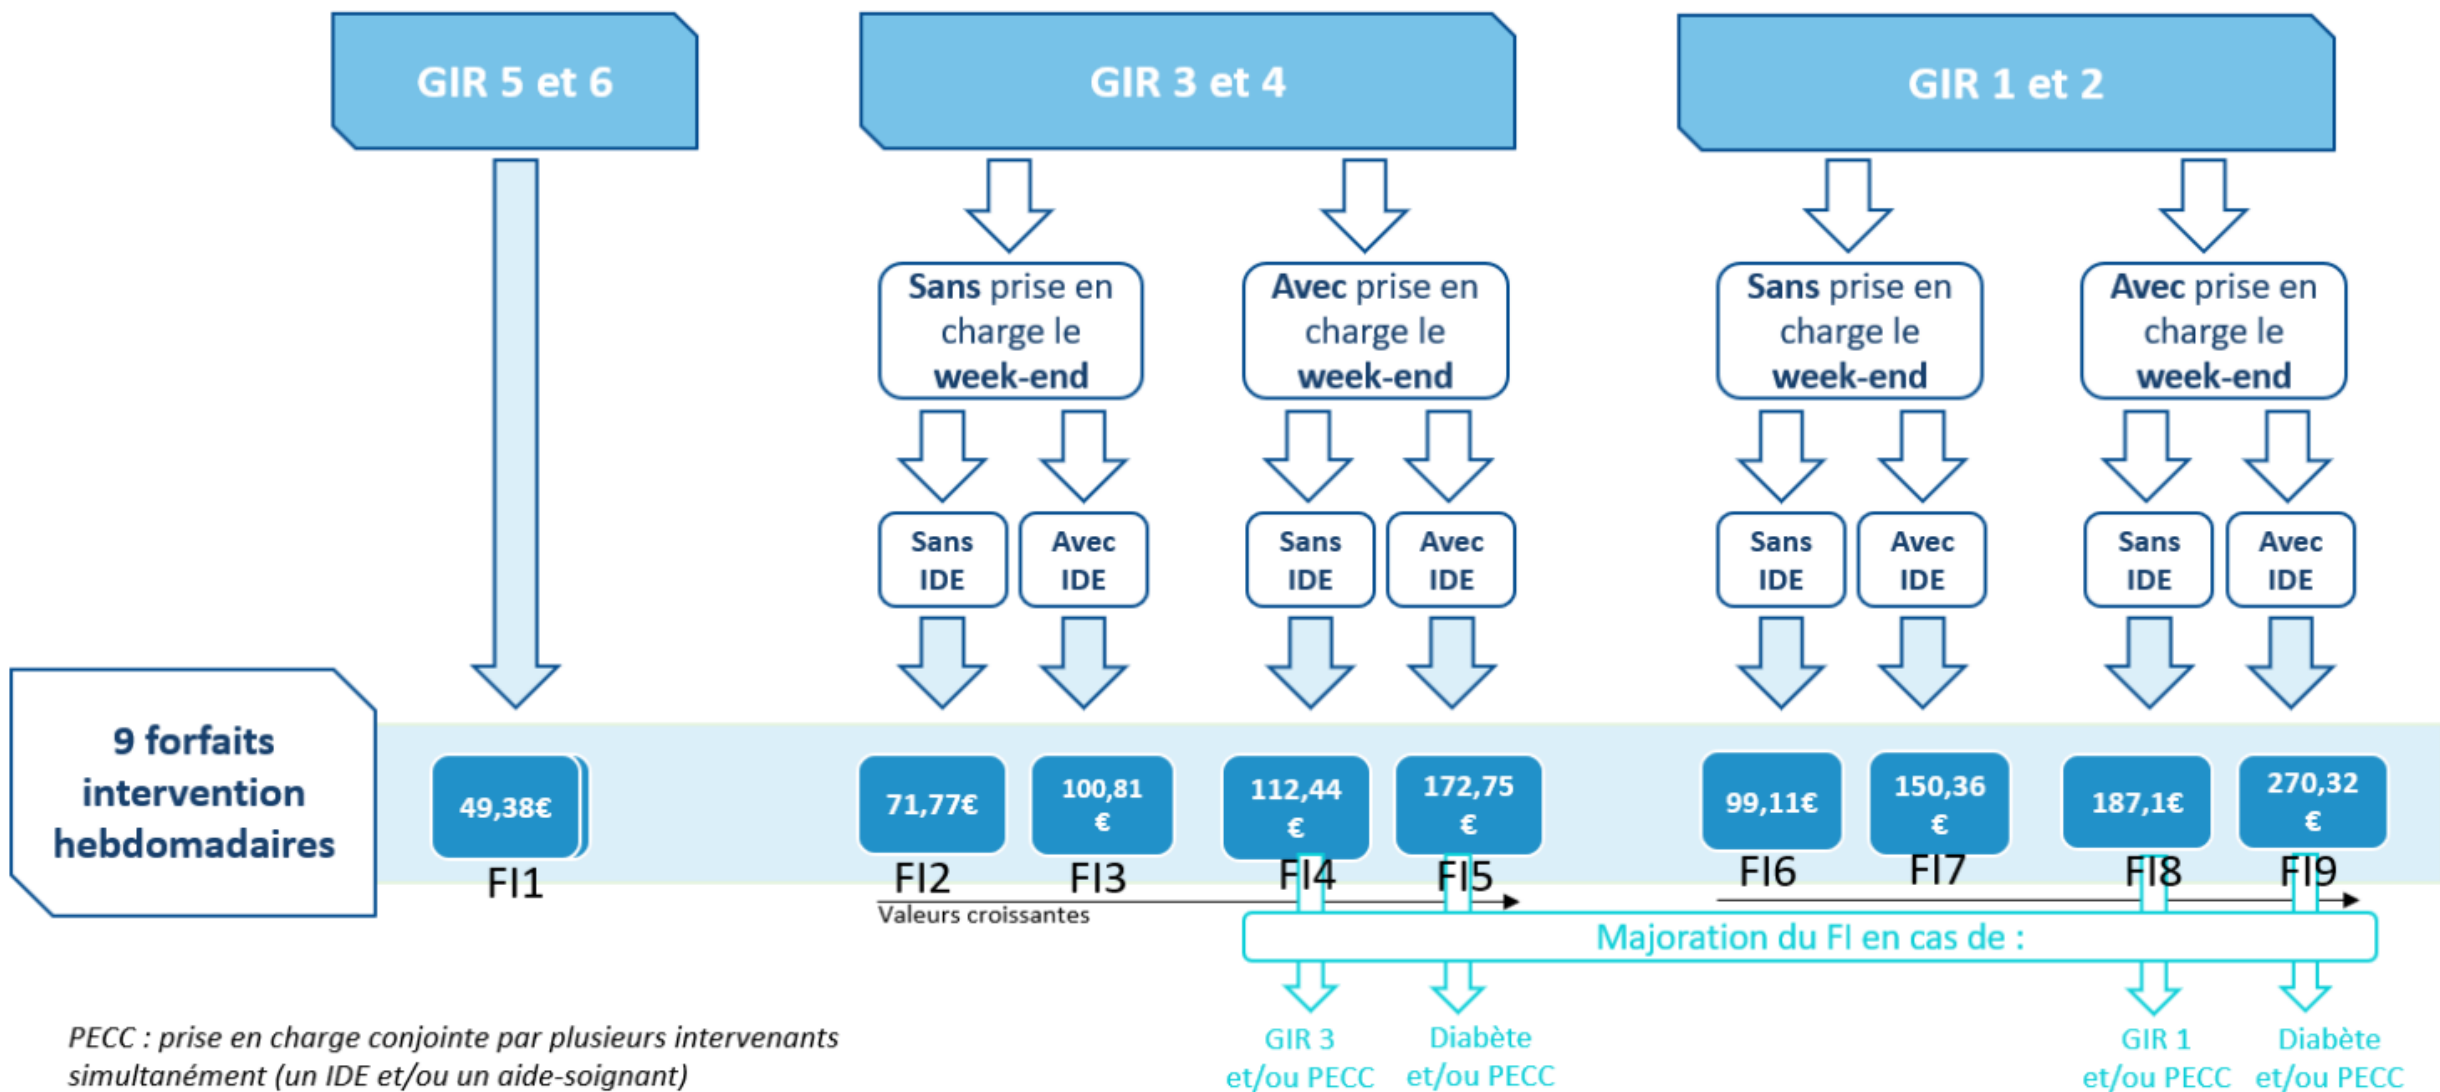 GIR 5 et 6
GIR 3 et 4
GIR 1 et 2
Sans prise en
charge le
week-end
Avec prise en
charge le
week-end
Sans prise en
charge le
week-end
Avec prise en
charge le
week-end
Sans
IDE
Avec
IDE
Sans
IDE
Avec
IDE
Sans
IDE
Avec
IDE
Sans
IDE
Avec
IDE
9 forfaits
intervention
hebdomadaires
49,38€
FI1
71,77€
FI2
100,81
€
FI3
112,44
€
FI4
172,75
€
FI5
99,11€
FI6
150,36
€
FI7
187,1€
FI8
270,32
€
FI9
Valeurs croissantes
Majoration du FI en cas de :
GIR 3
et/ou PECC
Diabète
et/ou PECC
GIR 1
et/ou PECC
Diabète
et/ou PECC
PECC : prise en charge conjointe par plusieurs intervenants
simultanément (un IDE et/ou un aide-soignant)